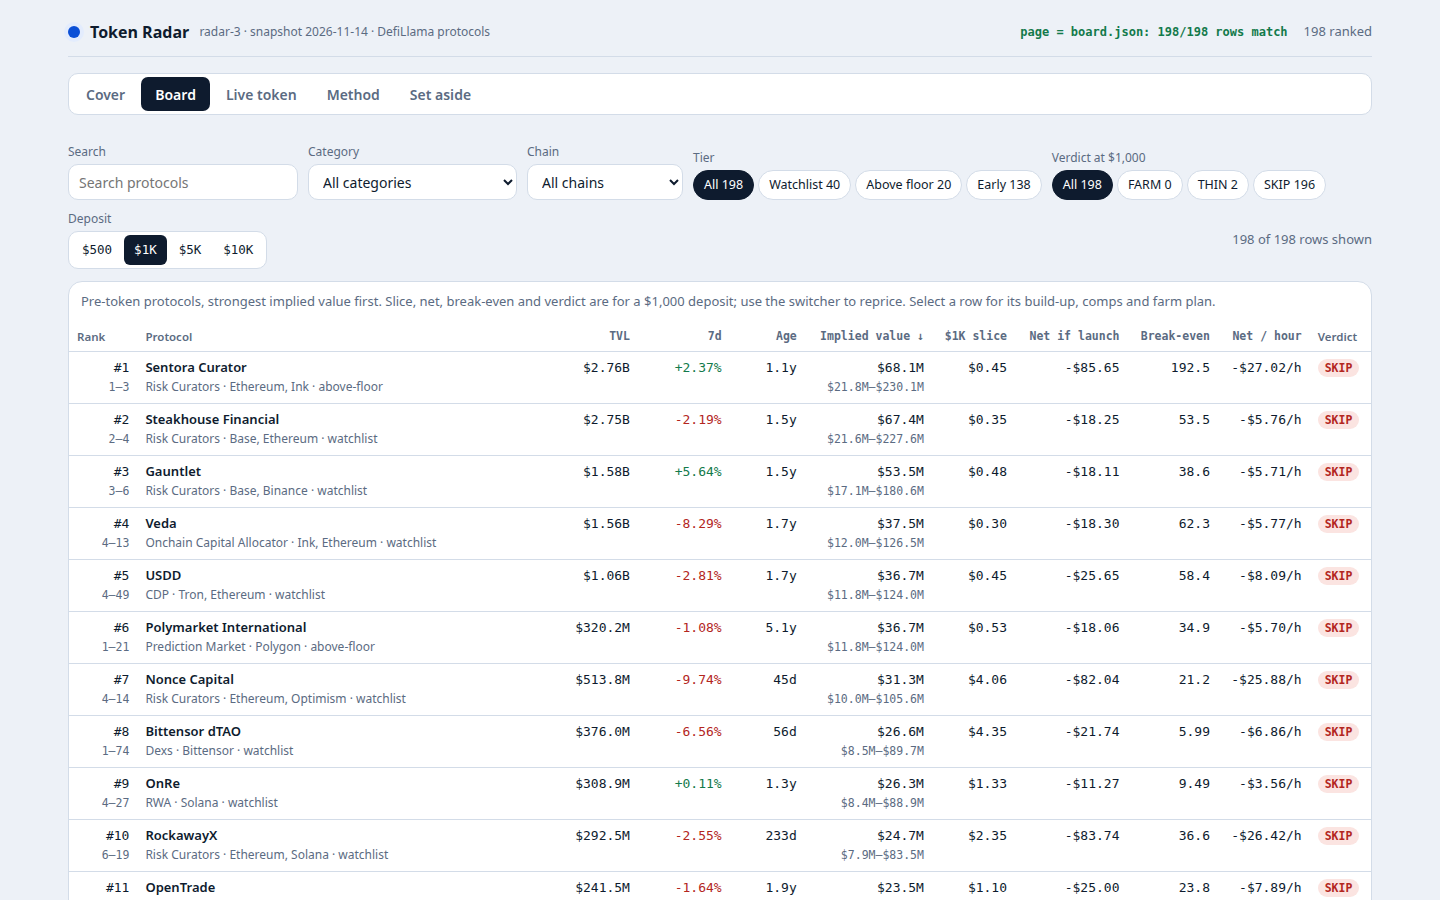 Token Radar radar-3 · snapshot 2026-11-14 · DefiLlama protocols page = board.json: 198/198 rows match 198 ranked
Cover Board Live token Method Set aside
Search Category Chain Tier Verdict at $1,000
Search protocols All categories All chains All 198 Watchlist 40 Above floor 20 Early 138 All 198 FARM 0 THIN 2 SKIP 196
Deposit
$500 $1K $5K $10K 198 of 198 rows shown
Pre-token protocols, strongest implied value first. Slice, net, break-even and verdict are for a $1,000 deposit; use the switcher to reprice. Select a row for its build-up, comps and farm plan.
Rank Protocol TVL 7d Age Implied value ↓ $1K slice Net if launch Break-even Net / hour Verdict
#1 Sentora Curator $2.76B +2.37% 1.1y $68.1M $0.45 -$85.65 192.5 -$27.02/h SKIP
1–3 Risk Curators · Ethereum, Ink · above-floor $21.8M–$230.1M
#2 Steakhouse Financial $2.75B -2.19% 1.5y $67.4M $0.35 -$18.25 53.5 -$5.76/h SKIP
2–4 Risk Curators · Base, Ethereum · watchlist $21.6M–$227.6M
#3 Gauntlet $1.58B +5.64% 1.5y $53.5M $0.48 -$18.11 38.6 -$5.71/h SKIP
3–6 Risk Curators · Base, Binance · watchlist $17.1M–$180.6M
#4 Veda $1.56B -8.29% 1.7y $37.5M $0.30 -$18.30 62.3 -$5.77/h SKIP
4–13 Onchain Capital Allocator · Ink, Ethereum · watchlist $12.0M–$126.5M
#5 USDD $1.06B -2.81% 1.7y $36.7M $0.45 -$25.65 58.4 -$8.09/h SKIP
4–49 CDP · Tron, Ethereum · watchlist $11.8M–$124.0M
#6 Polymarket International $320.2M -1.08% 5.1y $36.7M $0.53 -$18.06 34.9 -$5.70/h SKIP
1–21 Prediction Market · Polygon · above-floor $11.8M–$124.0M
#7 Nonce Capital $513.8M -9.74% 45d $31.3M $4.06 -$82.04 21.2 -$25.88/h SKIP
4–14 Risk Curators · Ethereum, Optimism · watchlist $10.0M–$105.6M
#8 Bittensor dTAO $376.0M -6.56% 56d $26.6M $4.35 -$21.74 5.99 -$6.86/h SKIP
1–74 Dexs · Bittensor · watchlist $8.5M–$89.7M
#9 OnRe $308.9M +0.11% 1.3y $26.3M $1.33 -$11.27 9.49 -$3.56/h SKIP
4–27 RWA · Solana · watchlist $8.4M–$88.9M
#10 RockawayX $292.5M -2.55% 233d $24.7M $2.35 -$83.74 36.6 -$26.42/h SKIP
6–19 Risk Curators · Ethereum, Solana · watchlist $7.9M–$83.5M
#11 OpenTrade $241.5M -1.64% 1.9y $23.5M $1.10 -$25.00 23.8 -$7.89/h SKIP